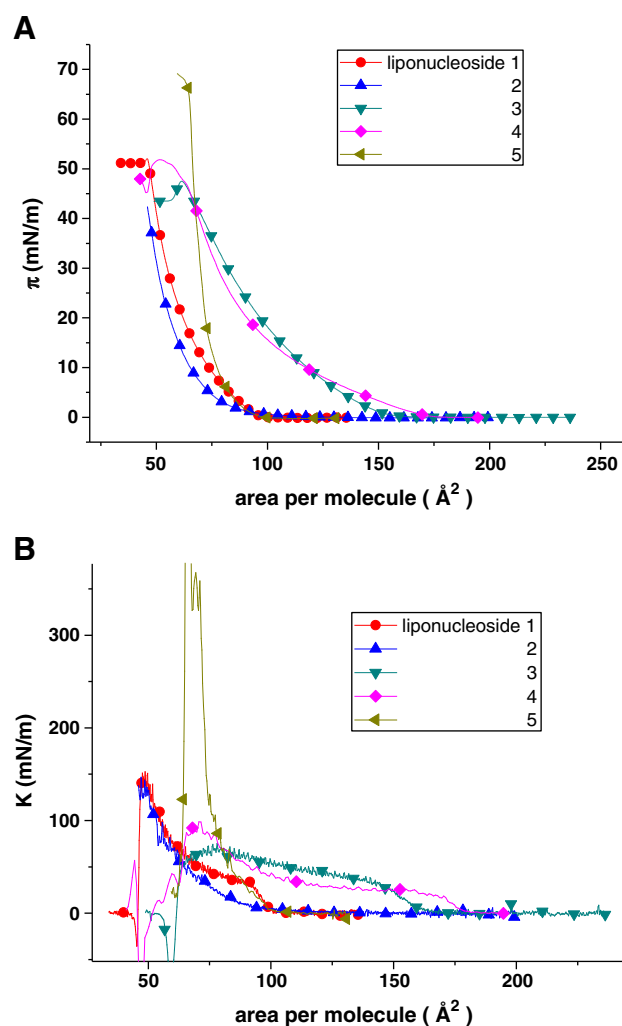 A
70
60
50
40
30
20
10
0
π (mN/m)
liponucleoside 1
2
3
4
5
50 100 150 200 250
area per molecule ( Å²)
B
300
200
100
0
K (mN/m)
liponucleoside 1
2
3
4
5
50 100 150 200
area per molecule ( Å²)